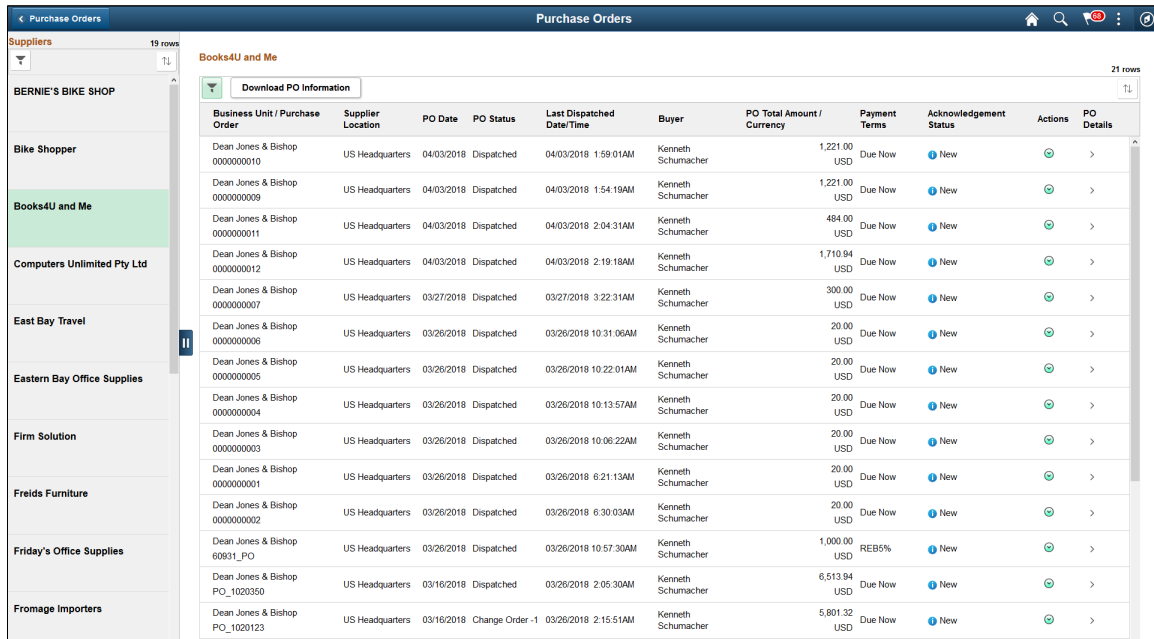 Purchase Orders
Purchase Orders
68
Suppliers
19 rows
BERNIE'S BIKE SHOP
Bike Shopper
Books4U and Me
Computers Unlimited Pty Ltd
East Bay Travel
Eastern Bay Office Supplies
Firm Solution
Freids Furniture
Friday's Office Supplies
Fromage Importers
Books4U and Me
21 rows
Download PO Information
Business Unit / Purchase Order Supplier Location PO Date PO Status Last Dispatched Date/Time Buyer PO Total Amount / Currency Payment Terms Acknowledgement Status Actions PO Details
Dean Jones & Bishop 0000000010 US Headquarters 04/03/2018 Dispatched 04/03/2018 1:59:01AM Kenneth Schumacher 1,221.00 USD Due Now New
Dean Jones & Bishop 0000000009 US Headquarters 04/03/2018 Dispatched 04/03/2018 1:54:19AM Kenneth Schumacher 1,221.00 USD Due Now New
Dean Jones & Bishop 0000000011 US Headquarters 04/03/2018 Dispatched 04/03/2018 2:04:31AM Kenneth Schumacher 484.00 USD Due Now New
Dean Jones & Bishop 0000000012 US Headquarters 04/03/2018 Dispatched 04/03/2018 2:19:18AM Kenneth Schumacher 1,710.94 USD Due Now New
Dean Jones & Bishop 0000000007 US Headquarters 03/27/2018 Dispatched 03/27/2018 3:22:31AM Kenneth Schumacher 300.00 USD Due Now New
Dean Jones & Bishop 0000000006 US Headquarters 03/26/2018 Dispatched 03/26/2018 10:31:06AM Kenneth Schumacher 20.00 USD Due Now New
Dean Jones & Bishop 0000000005 US Headquarters 03/26/2018 Dispatched 03/26/2018 10:22:01AM Kenneth Schumacher 20.00 USD Due Now New
Dean Jones & Bishop 0000000004 US Headquarters 03/26/2018 Dispatched 03/26/2018 10:13:57AM Kenneth Schumacher 20.00 USD Due Now New
Dean Jones & Bishop 0000000003 US Headquarters 03/26/2018 Dispatched 03/26/2018 10:06:22AM Kenneth Schumacher 20.00 USD Due Now New
Dean Jones & Bishop 0000000001 US Headquarters 03/26/2018 Dispatched 03/26/2018 6:21:13AM Kenneth Schumacher 20.00 USD Due Now New
Dean Jones & Bishop 0000000002 US Headquarters 03/26/2018 Dispatched 03/26/2018 6:30:03AM Kenneth Schumacher 20.00 USD Due Now New
Dean Jones & Bishop 60931_PO US Headquarters 03/26/2018 Dispatched 03/26/2018 10:57:30AM Kenneth Schumacher 1,000.00 USD REB5% New
Dean Jones & Bishop PO_1020350 US Headquarters 03/16/2018 Dispatched 03/26/2018 2:05:30AM Kenneth Schumacher 6,513.94 USD Due Now New
Dean Jones & Bishop PO_1020123 US Headquarters 03/16/2018 Change Order -1 03/26/2018 2:15:51AM Kenneth Schumacher 5,801.32 USD Due Now New